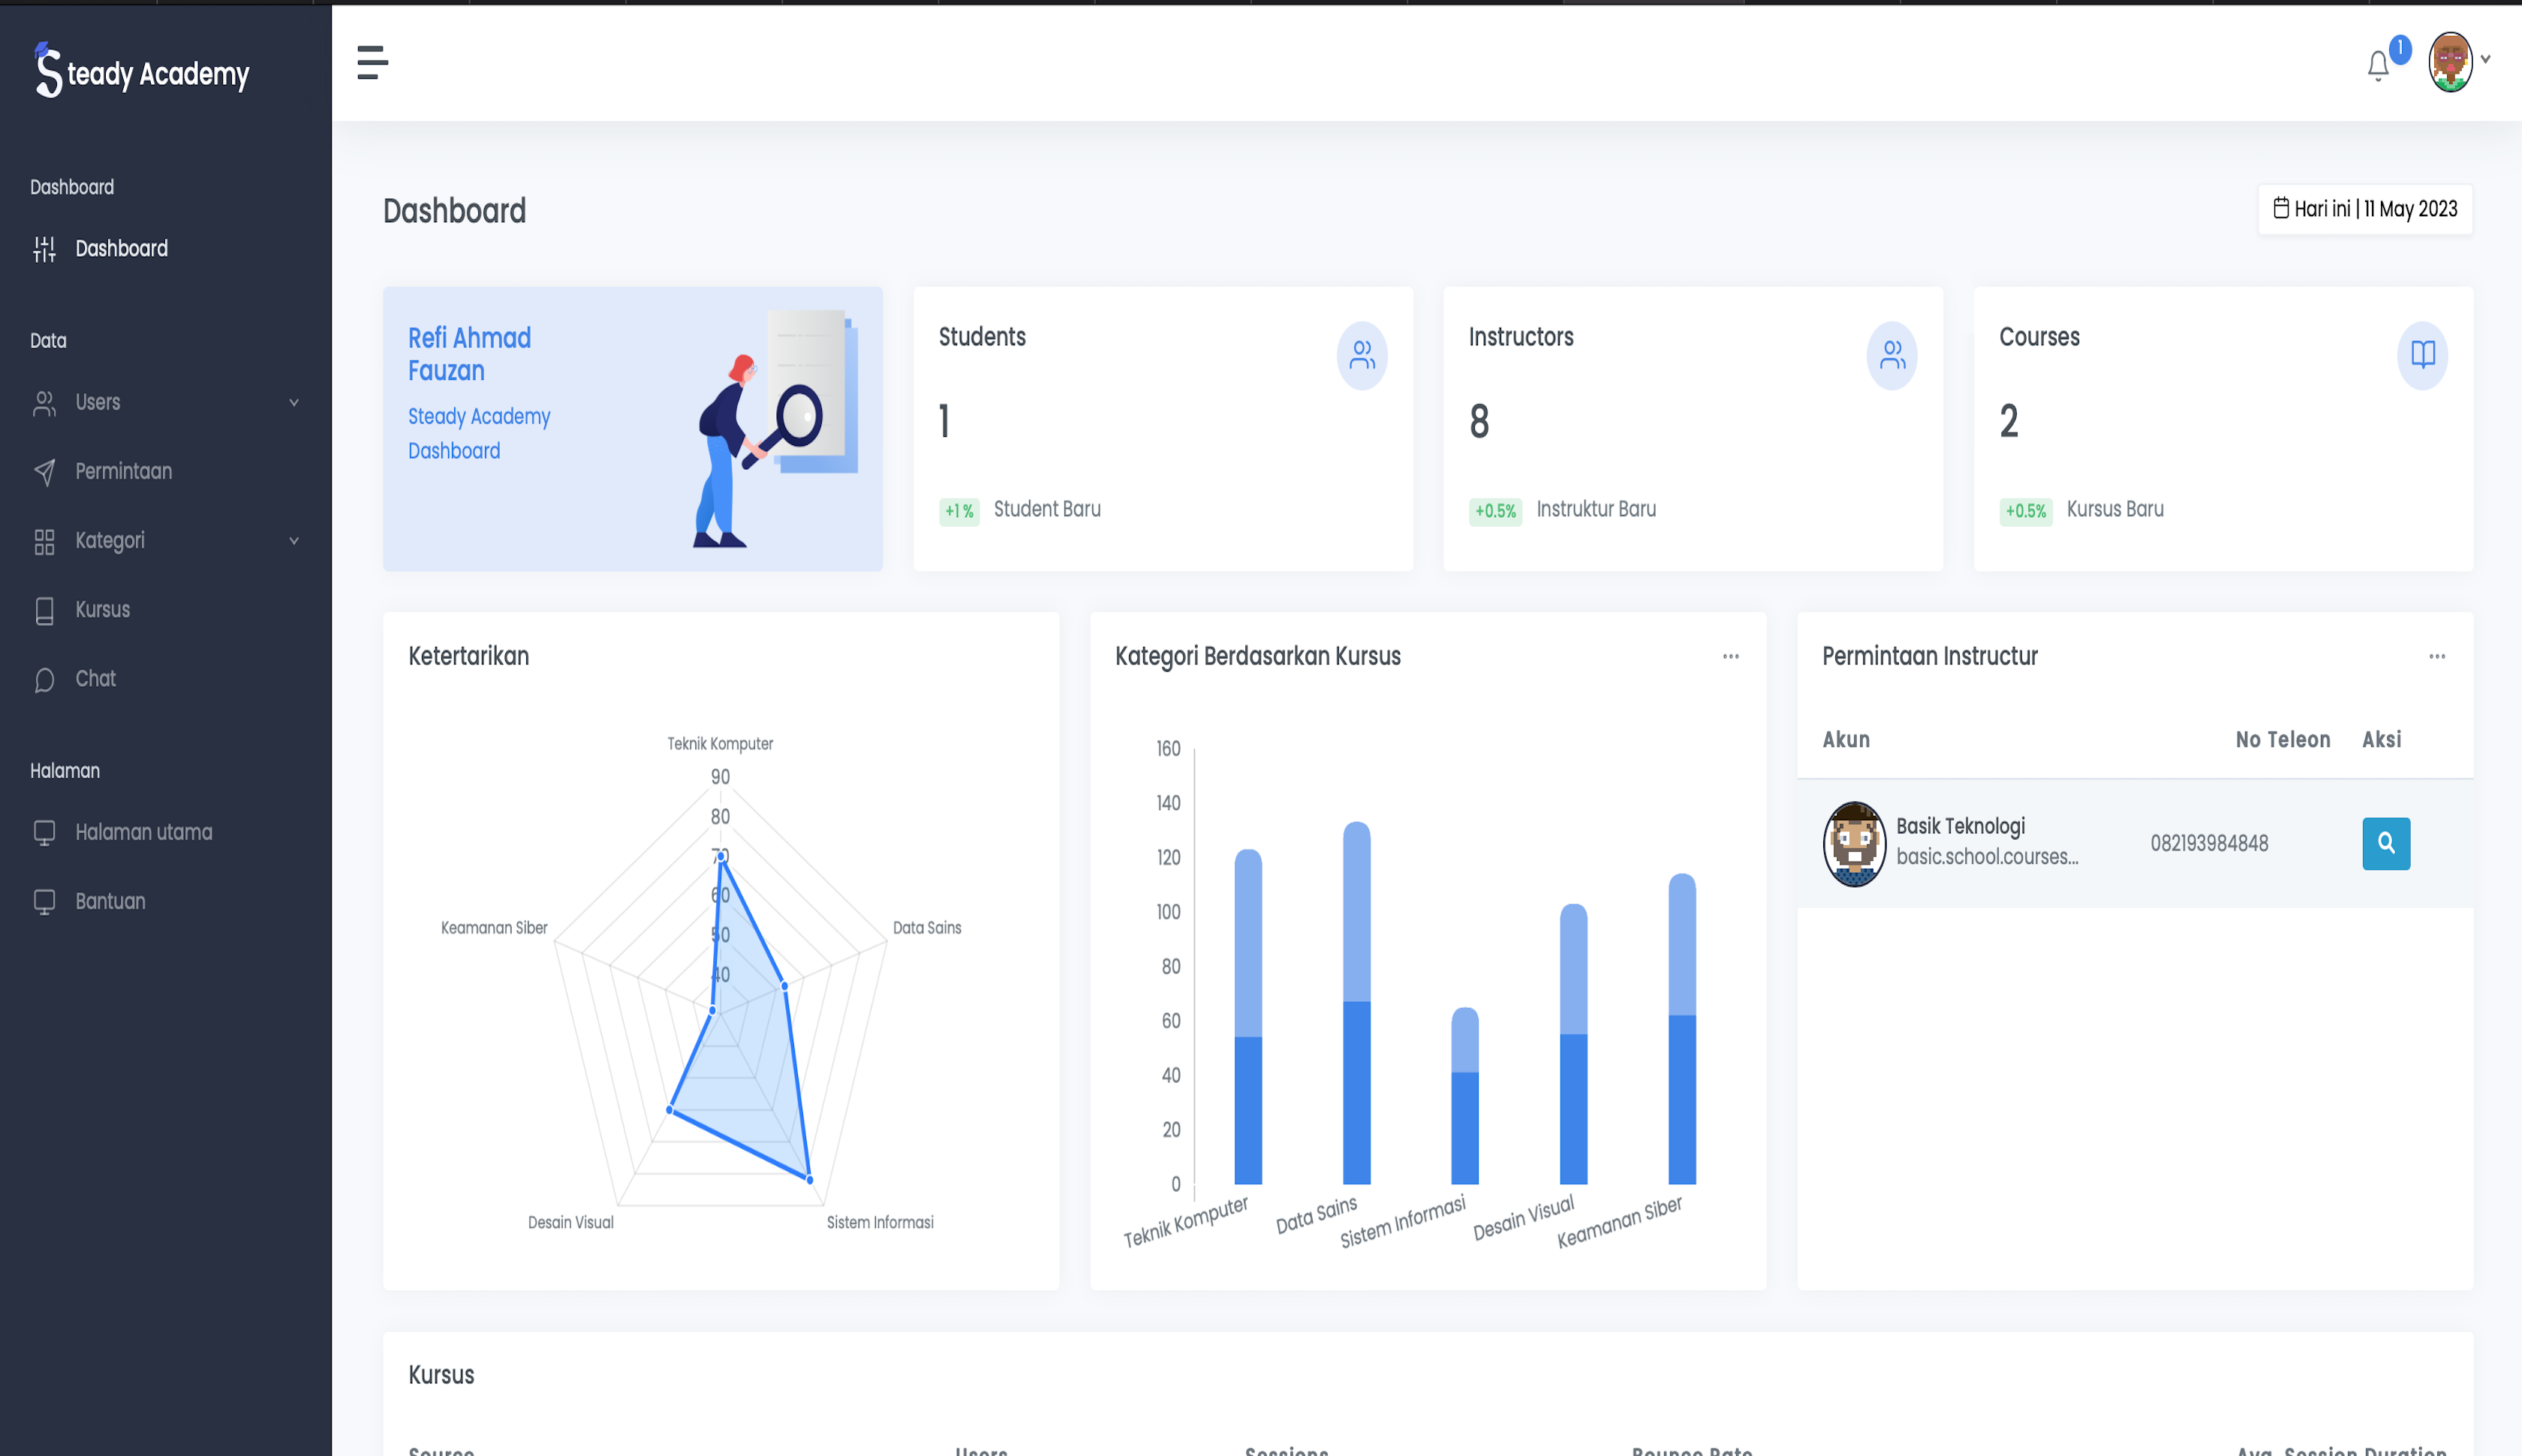 Steady Academy
1
Dashboard
Dashboard
Data
Users
Permintaan
Kategori
Kursus
Chat
Halaman
Halaman utama
Bantuan
Dashboard
Hari ini | 11 May 2023
Refi Ahmad
Fauzan
Steady Academy
Dashboard
Students
1
+1 % Student Baru
Instructors
8
+0.5% Instruktur Baru
Courses
2
+0.5% Kursus Baru
Ketertarikan
Teknik Komputer
90
80
70
60
50
40
Keamanan Siber
Data Sains
Desain Visual
Sistem Informasi
Kategori Berdasarkan Kursus
160
140
120
100
80
60
40
20
0
Teknik Komputer
Data Sains
Sistem Informasi
Desain Visual
Keamanan Siber
Permintaan Instructur
Akun No Teleon Aksi
Basik Teknologi
basic.school.courses...
082193984848
Kursus
Source Users Sessions Bounce Rate Avg. Session Duration